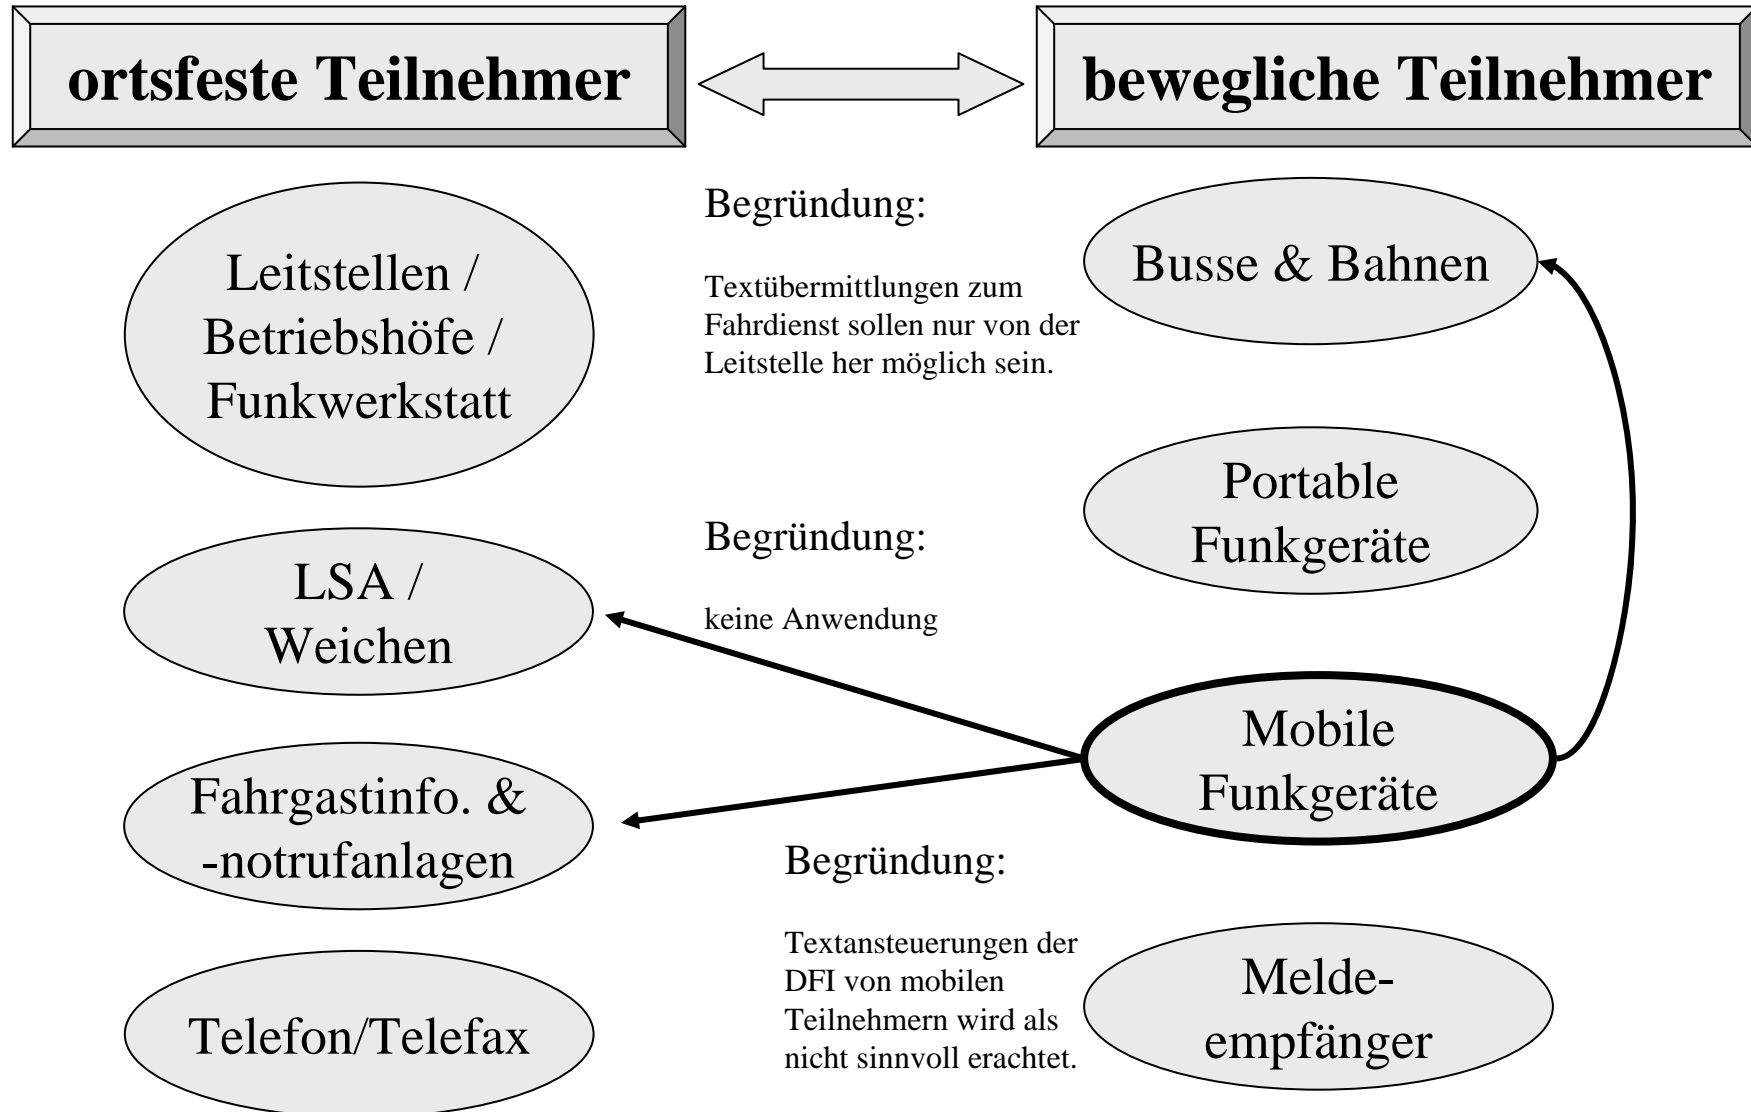 ortsfeste Teilnehmer
bewegliche Teilnehmer
Leitstellen /
Betriebshöfe /
Funkwerkstatt
LSA /
Weichen
Fahrgastinfo. &
-notrufanlagen
Telefon/Telefax
Begründung:
Textübermittlungen zum
Fahrdienst sollen nur von der
Leitstelle her möglich sein.
Begründung:
keine Anwendung
Begründung:
Textansteuerungen der
DFI von mobilen
Teilnehmern wird als
nicht sinnvoll erachtet.
Busse & Bahnen
Portable
Funkgeräte
Mobile
Funkgeräte
Melde-
empfänger